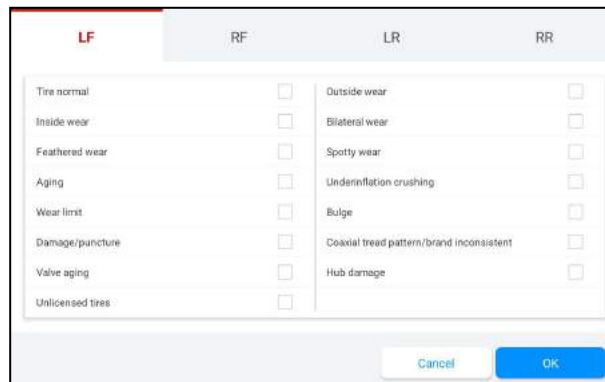 LF RF LR RR
Tire normal Outside wear
Inside wear Bilateral wear
Feathered wear Spotty wear
Aging Underinflation crushing
Wear limit Bulge
Damage/puncture Coaxial tread pattern/brand inconsistent
Valve aging Hub damage
Unlicensed tires
Cancel OK